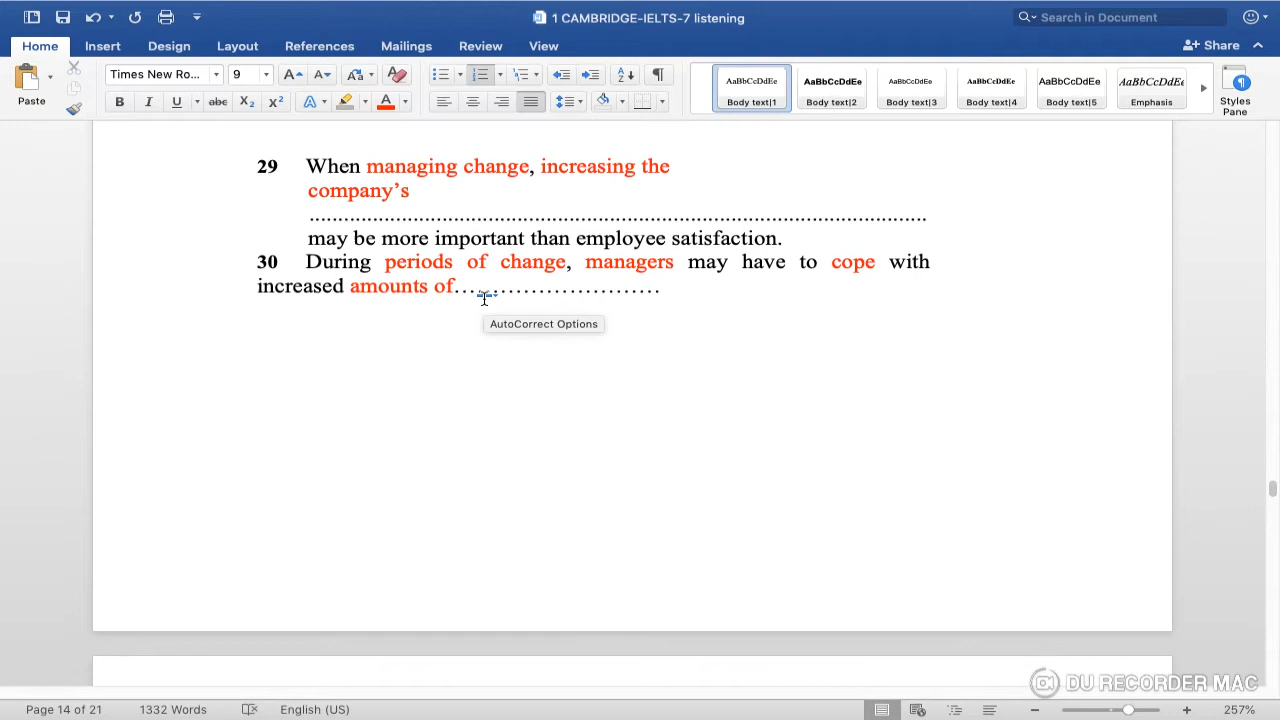 1 CAMBRIDGE-IELTS-7 listening
Search in Document
Home Insert Design Layout References Mailings Review View
Share
Paste
Times New Ro...
9
AaBbCcDdEe AaBbCcDdEe AaBbCcDdEe AaBbCcDdEe AaBbCcDdEe AaBbCcDdEe
Body text|1 Body text|2 Body text|3 Body text|4 Body text|5 Emphasis
Styles
Pane
29 When managing change, increasing the
company's
............................................................................................................
may be more important than employee satisfaction.
30 During periods of change, managers may have to cope with
increased amounts of………………………
AutoCorrect Options
DU RECORDER MAC
Page 14 of 21 1332 Words English (US) 257%